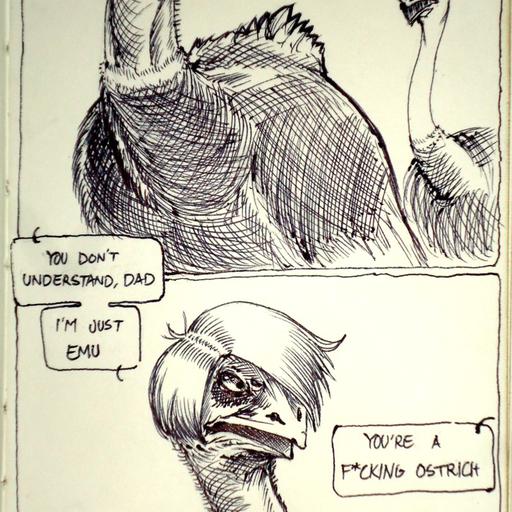 YOU DON'T
UNDERSTAND, DAD
I'M JUST
EMU
YOU'RE A
F*CKING OSTRICH